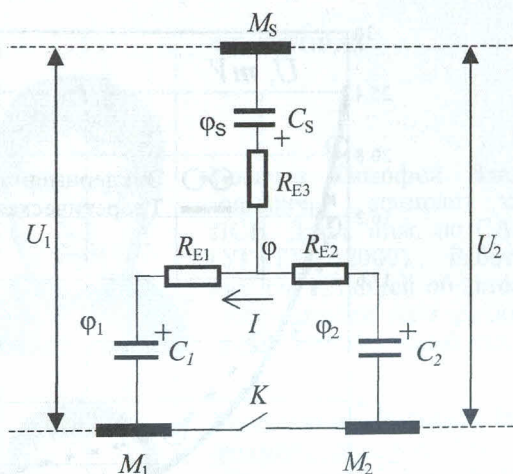 M_S
φ_S C_S
+
R_E3
U_1 U_2
R_E1 φ R_E2
I
φ_1 + C_1
φ_2 + C_2
K
M_1 M_2